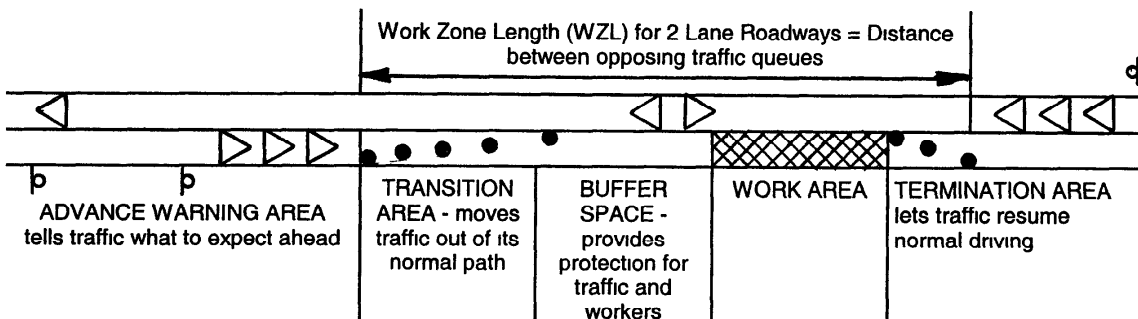 Work Zone Length (WZL) for 2 Lane Roadways = Distance
between opposing traffic queues
ADVANCE WARNING AREA
tells traffic what to expect ahead
TRANSITION
AREA - moves
traffic out of its
normal path
BUFFER
SPACE -
provides
protection for
traffic and
workers
WORK AREA
TERMINATION AREA
lets traffic resume
normal driving